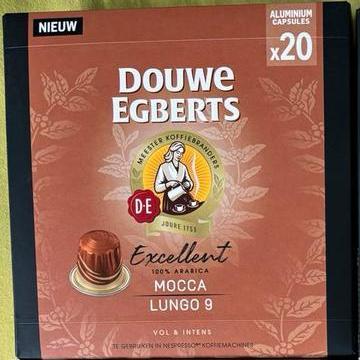 NIEUW
ALUMINIUM
CAPSULES
x20
DOUWE
EGBERTS
MEESTER KOFFIEBRANDERS
D·E
JOURE 1753
Excellent
100% ARABICA
MOCCA
LUNGO 9
VOL & INTENS
TE GEBRUIKEN IN NESPRESSO®* KOFFIEMACHINES